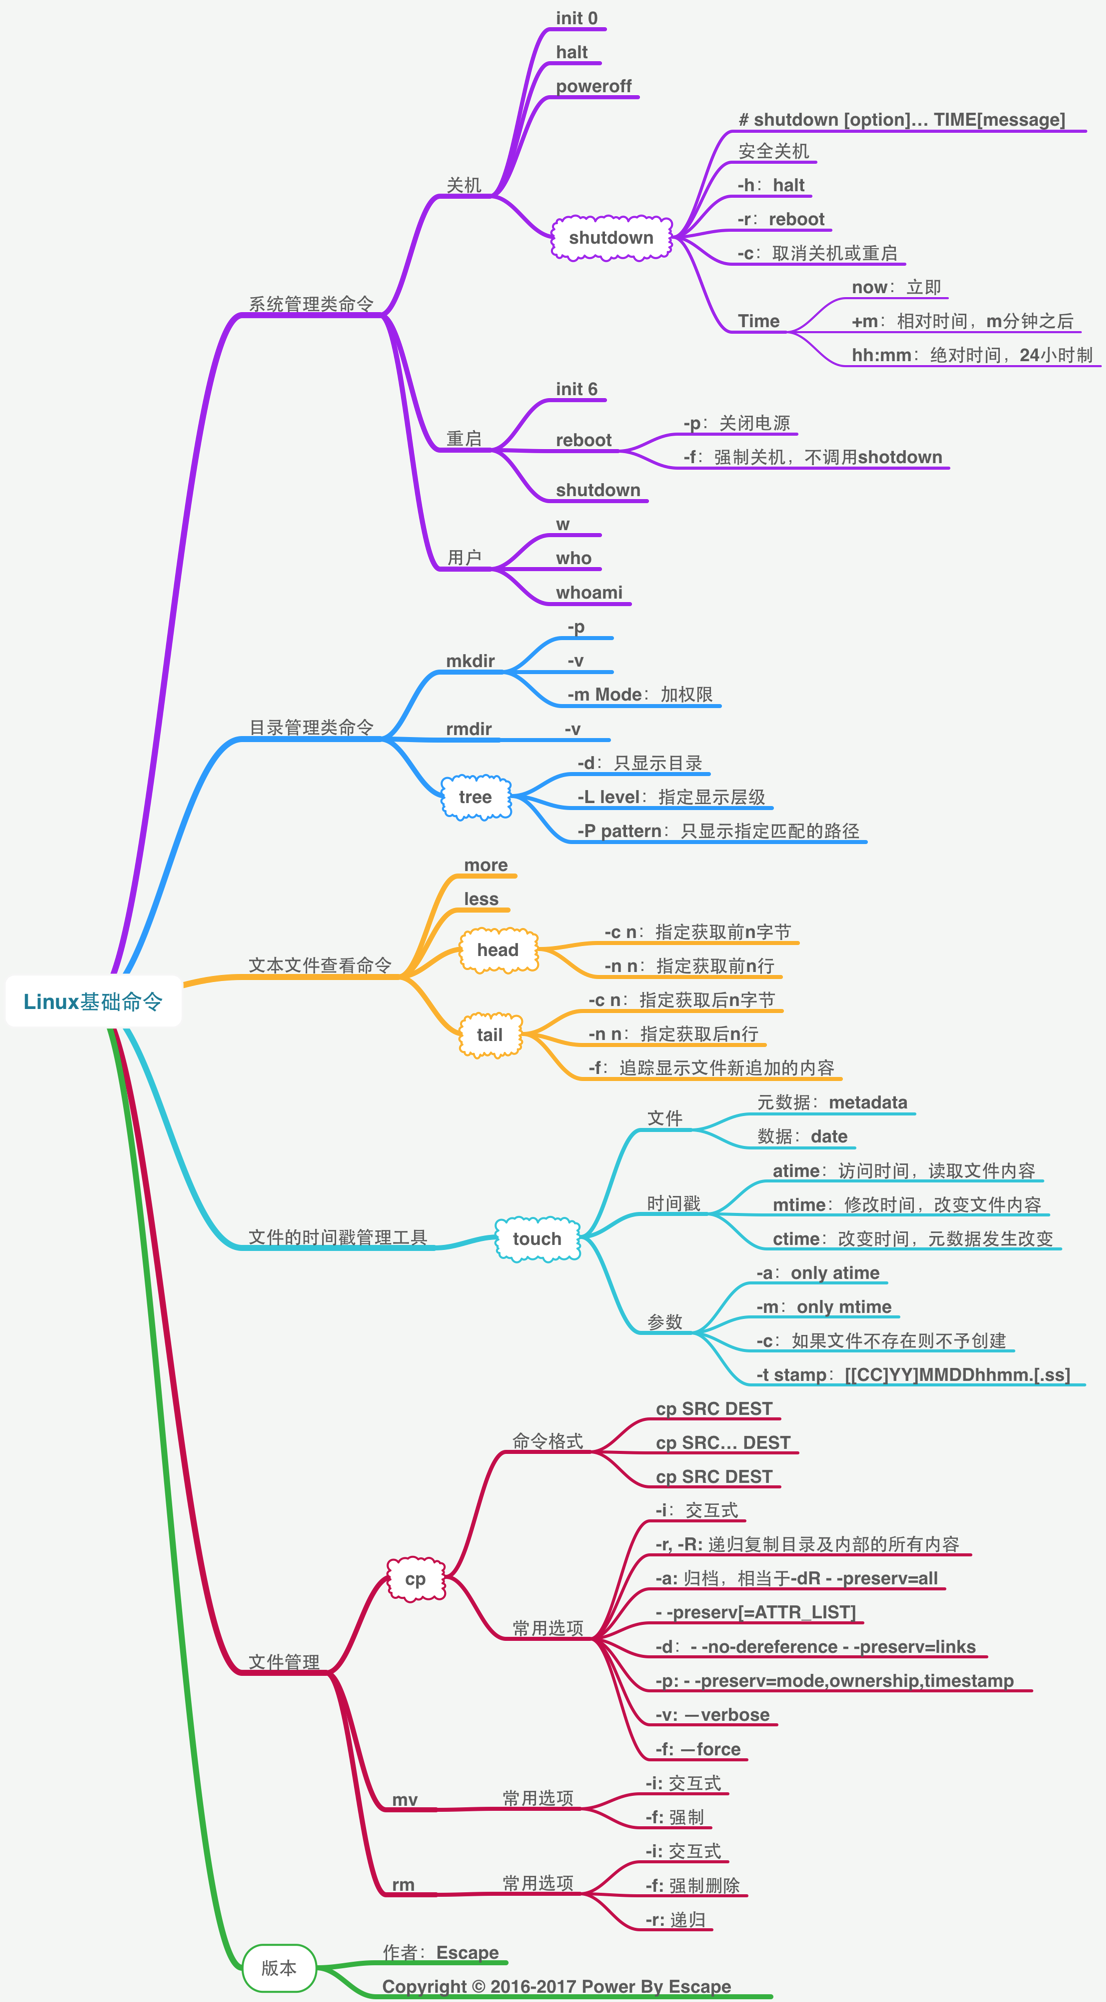 init 0
halt
poweroff
# shutdown [option]... TIME[message]
安全关机
-h：halt
关机
-r：reboot
shutdown
-c：取消关机或重启
now：立即
系统管理类命令
Time
+m：相对时间，m分钟之后
hh:mm：绝对时间，24小时制
init 6
-p：关闭电源
重启
reboot
-f：强制关机，不调用shotdown
shutdown
w
用户
who
whoami
-p
mkdir
-v
-m Mode：加权限
目录管理类命令
rmdir
-v
-d：只显示目录
tree
-L level：指定显示层级
-P pattern：只显示指定匹配的路径
more
less
-c n：指定获取前n字节
head
文本文件查看命令
-n n：指定获取前n行
Linux基础命令
-c n：指定获取后n字节
tail
-n n：指定获取后n行
-f：追踪显示文件新追加的内容
元数据：metadata
文件
数据：date
atime：访问时间，读取文件内容
时间戳
mtime：修改时间，改变文件内容
文件的时间戳管理工具
touch
ctime：改变时间，元数据发生改变
-a：only atime
-m：only mtime
参数
-c：如果文件不存在则不予创建
-t stamp：[[CC]YY]MMDDhhmm.[.ss]
cp SRC DEST
命令格式
cp SRC... DEST
cp SRC DEST
-i：交互式
-r, -R: 递归复制目录及内部的所有内容
cp
-a: 归档，相当于-dR - -preserv=all
- -preserv[=ATTR_LIST]
常用选项
-d：- -no-dereference - -preserv=links
文件管理
-p: - -preserv=mode,ownership,timestamp
-v: —verbose
-f: —force
-i: 交互式
mv
常用选项
-f: 强制
-i: 交互式
rm
常用选项
-f: 强制删除
-r: 递归
作者：Escape
版本
Copyright © 2016-2017 Power By Escape